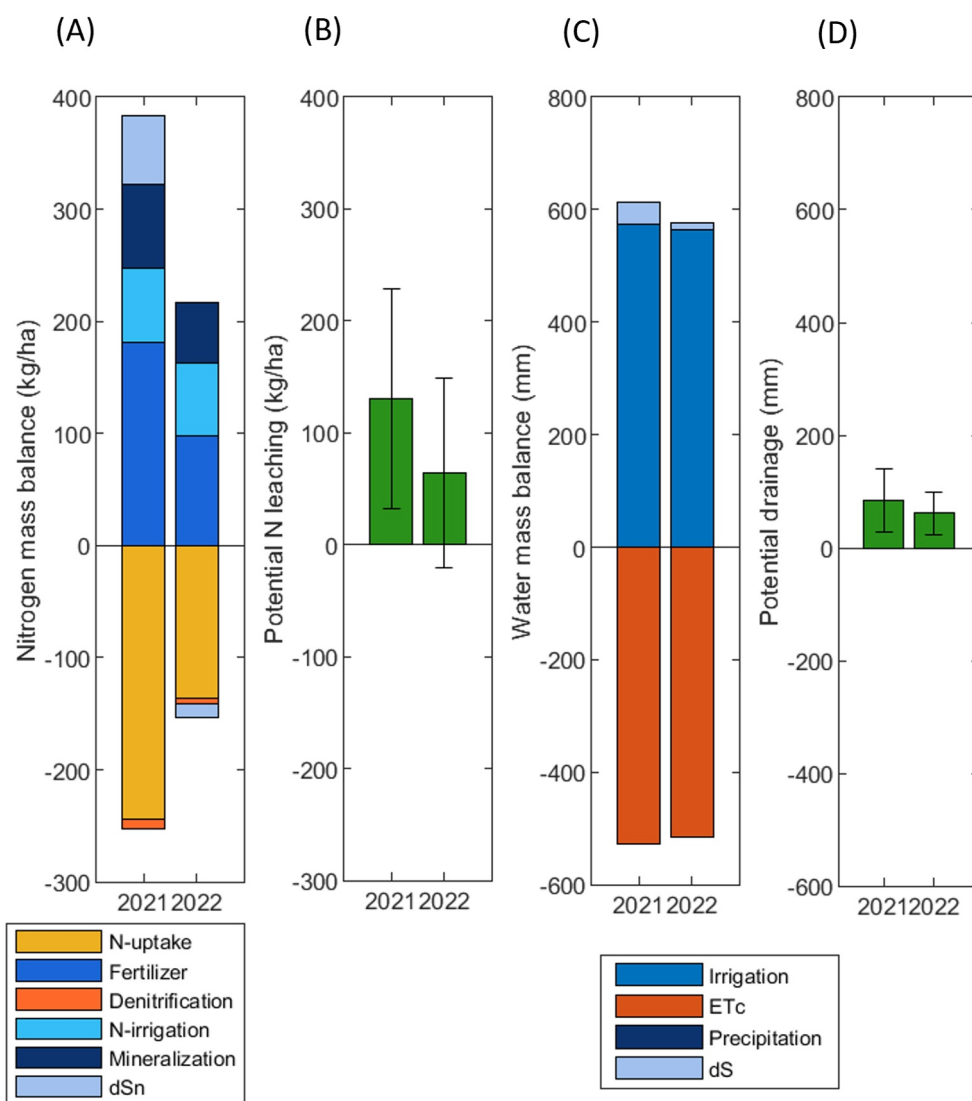 (A)
(B)
(C)
(D)
Nitrogen mass balance (kg/ha)
400
300
200
100
0
-100
-200
-300
2021 2022
Potential N leaching (kg/ha)
400
300
200
100
0
-100
-200
-300
2021 2022
Water mass balance (mm)
800
600
400
200
0
-200
-400
-600
2021 2022
Potential drainage (mm)
800
600
400
200
0
-200
-400
-600
2021 2022
N-uptake
Fertilizer
Denitrification
N-irrigation
Mineralization
dSn
Irrigation
ETc
Precipitation
dS